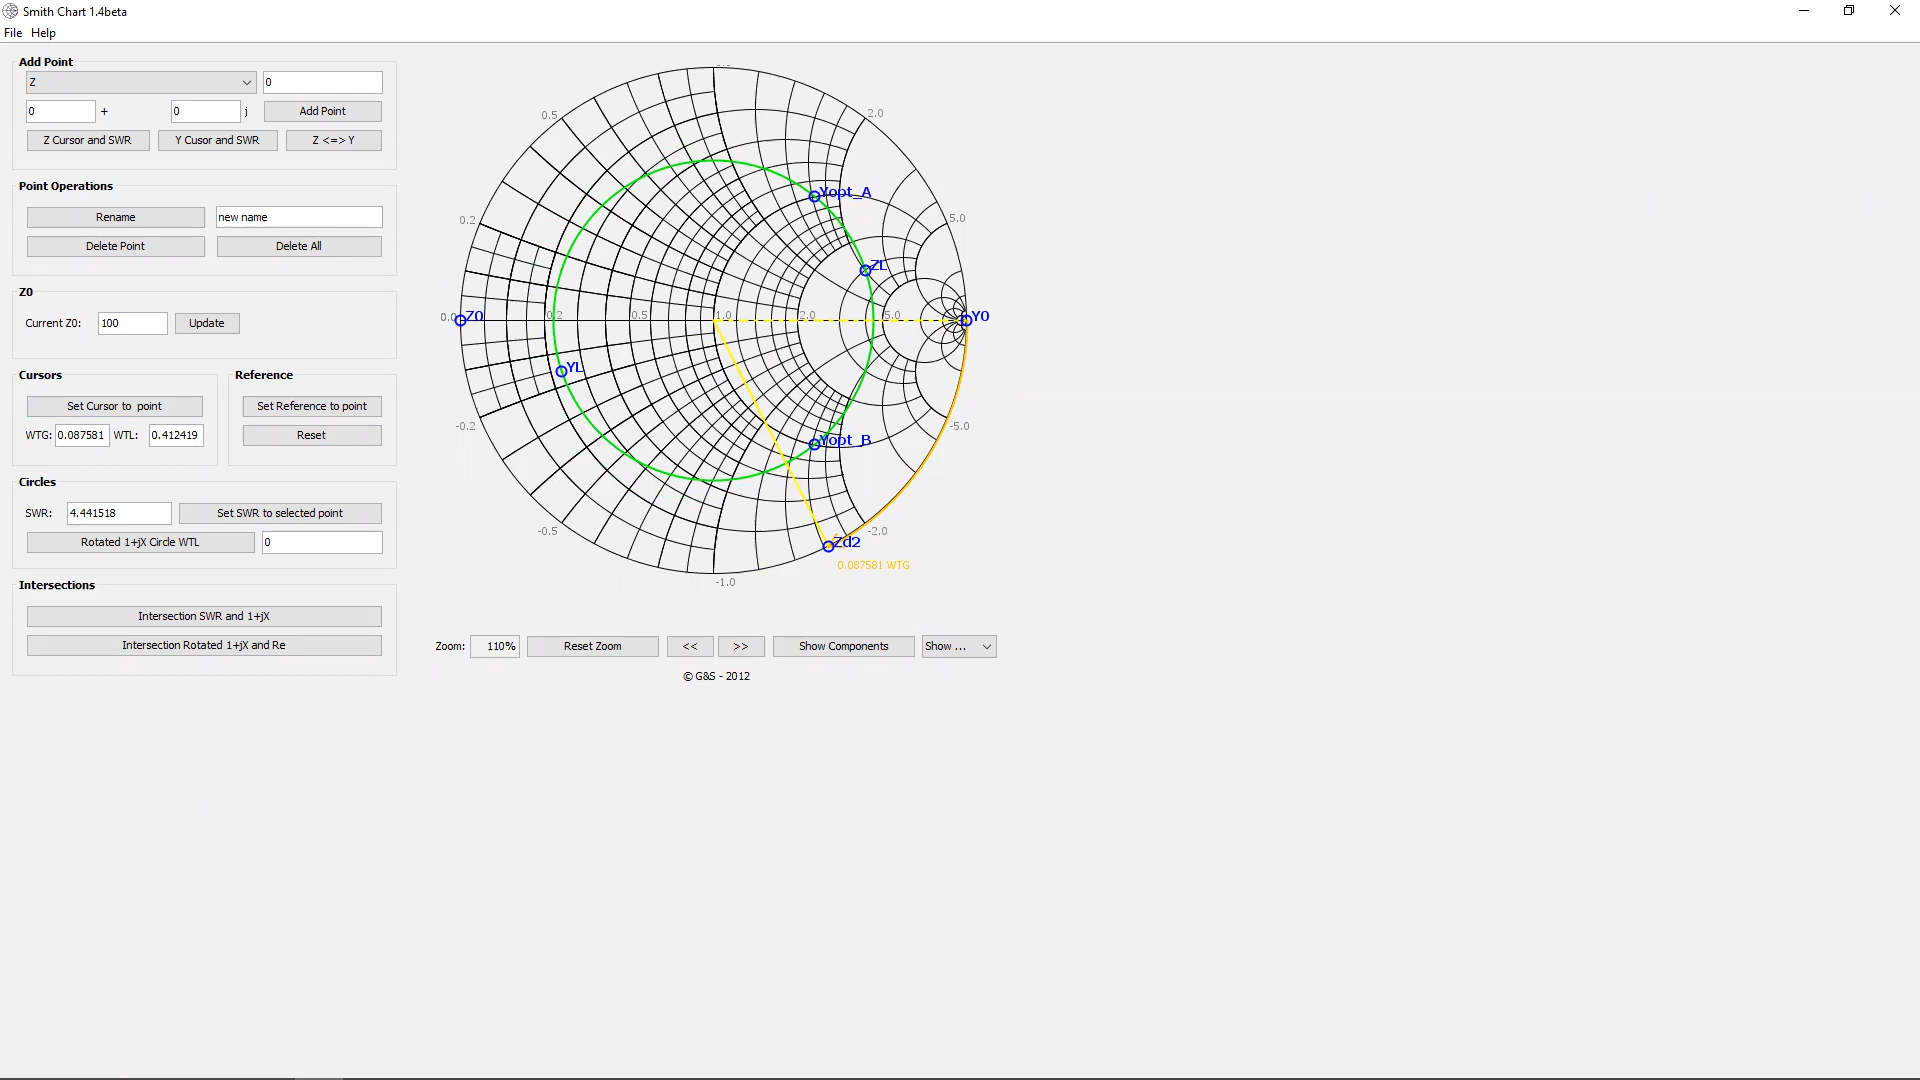 Smith Chart 1.4beta
File Help
Add Point
Z 0
0 + 0 j Add Point
Z Cursor and SWR Y Cusor and SWR Z <=> Y
Point Operations
Rename new name
Delete Point Delete All
Z0
Current Z0: 100 Update
Cursors
Set Cursor to point
WTG: 0.087581 WTL: 0.412419
Reference
Set Reference to point
Reset
Circles
SWR: 4.441518 Set SWR to selected point
Rotated 1+jX Circle WTL 0
Intersections
Intersection SWR and 1+jX
Intersection Rotated 1+jX and Re
0.5 2.0
Yopt_A
0.2 5.0
ZL
0.0 Z0 0.2 0.5 1.0 2.0 5.0 Y0
YL
-0.2 -5.0
Yopt_B
-0.5 -2.0
Zd2
0.087581 WTG
-1.0
Zoom: 110% Reset Zoom << >> Show Components Show ...
© G&S - 2012